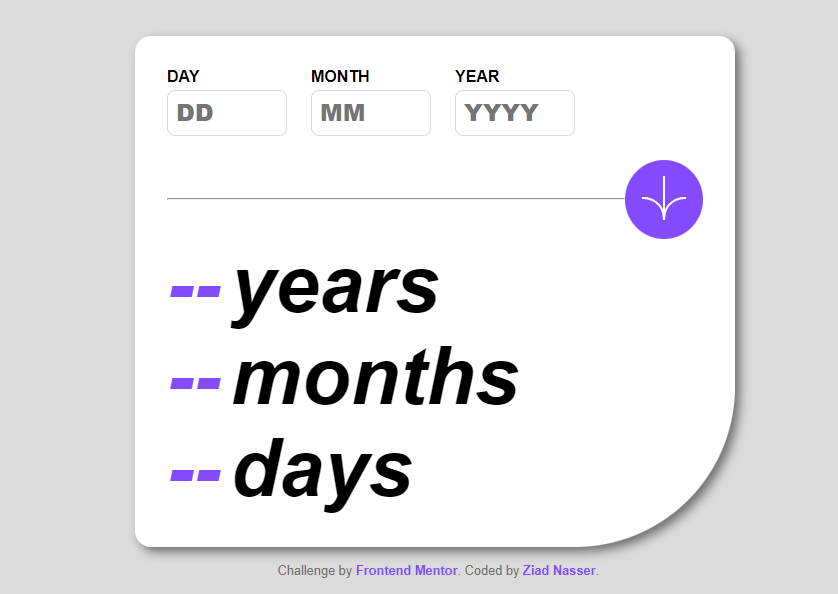 DAY MONTH YEAR
DD MM YYYY
-- years
-- months
-- days
Challenge by Frontend Mentor. Coded by Ziad Nasser.